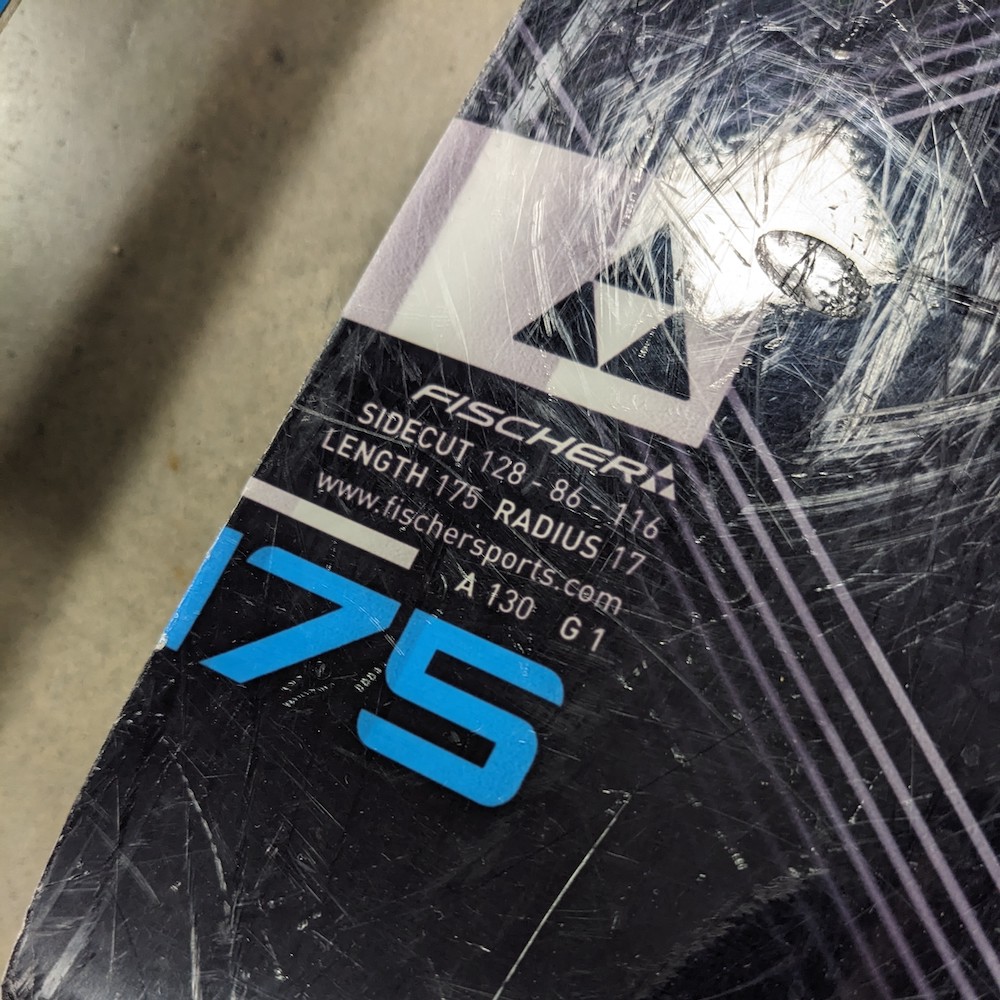 FISCHER
SIDECUT 128 - 86 - 116
LENGTH 175 RADIUS 17
www.fischersports.com
A 130 G 1
175